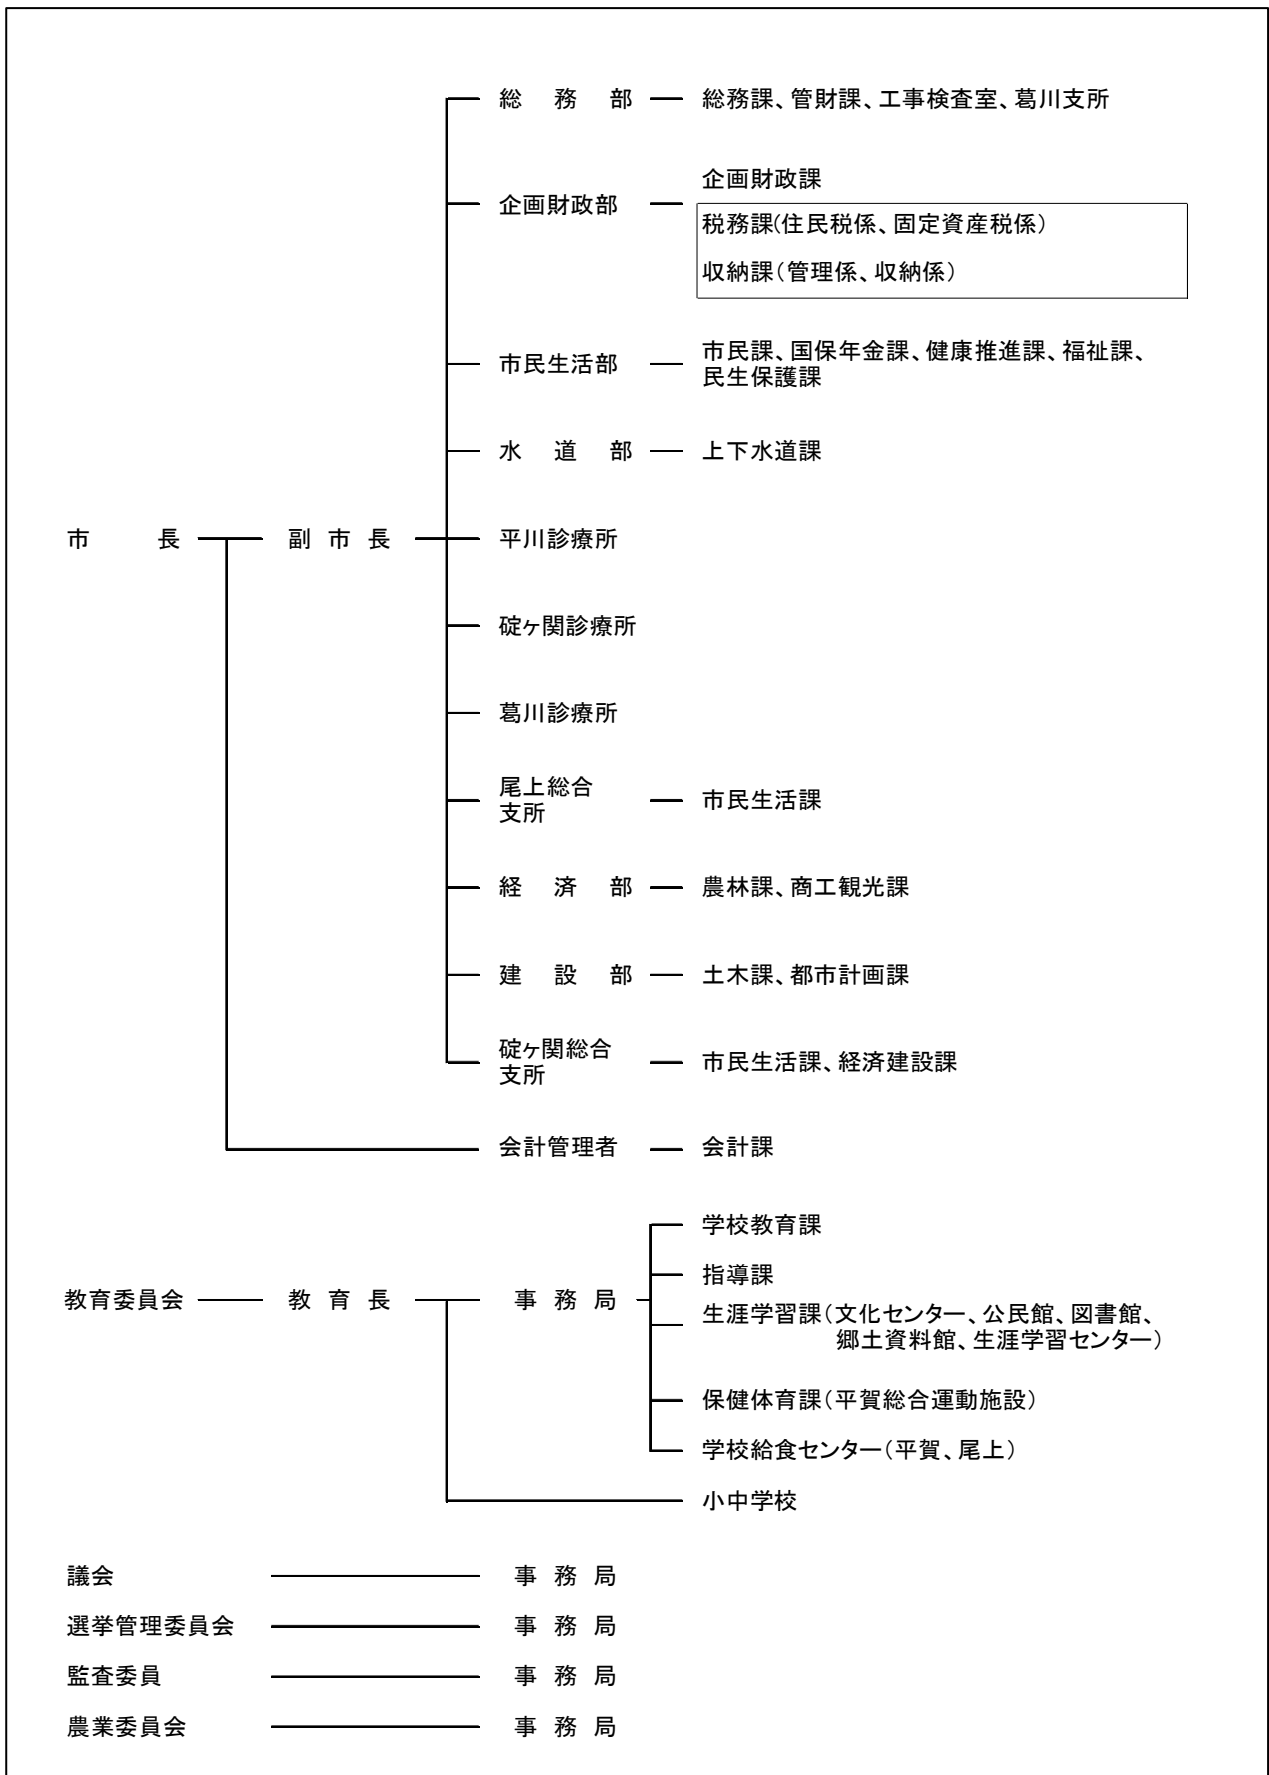 総務部 総務課、管財課、工事検査室、葛川支所
企画財政課
企画財政部
税務課(住民税係、固定資産税係)
収納課(管理係、収納係)
市民生活部 市民課、国保年金課、健康推進課、福祉課、
民生保護課
水道部 上下水道課
市長 副市長 平川診療所
碇ヶ関診療所
葛川診療所
尾上総合
支所
市民生活課
経済部 農林課、商工観光課
建設部 土木課、都市計画課
碇ヶ関総合
支所
市民生活課、経済建設課
会計管理者 会計課
学校教育課
指導課
教育委員会 教育長 事務局
生涯学習課(文化センター、公民館、図書館、
郷土資料館、生涯学習センター)
保健体育課(平賀総合運動施設)
学校給食センター(平賀、尾上)
小中学校
議会 事務局
選挙管理委員会 事務局
監査委員 事務局
農業委員会 事務局